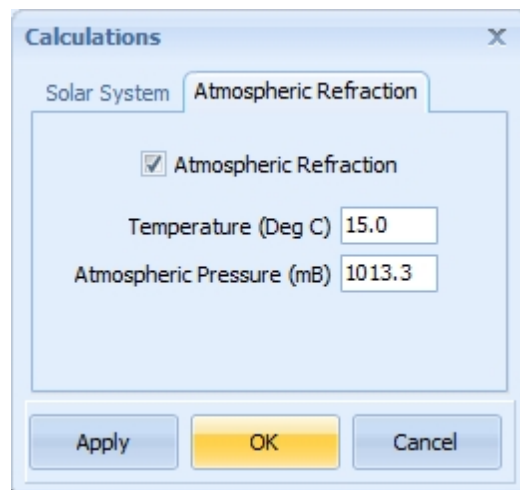 Calculations
Solar System Atmospheric Refraction
Atmospheric Refraction
Temperature (Deg C) 15.0
Atmospheric Pressure (mB) 1013.3
Apply OK Cancel